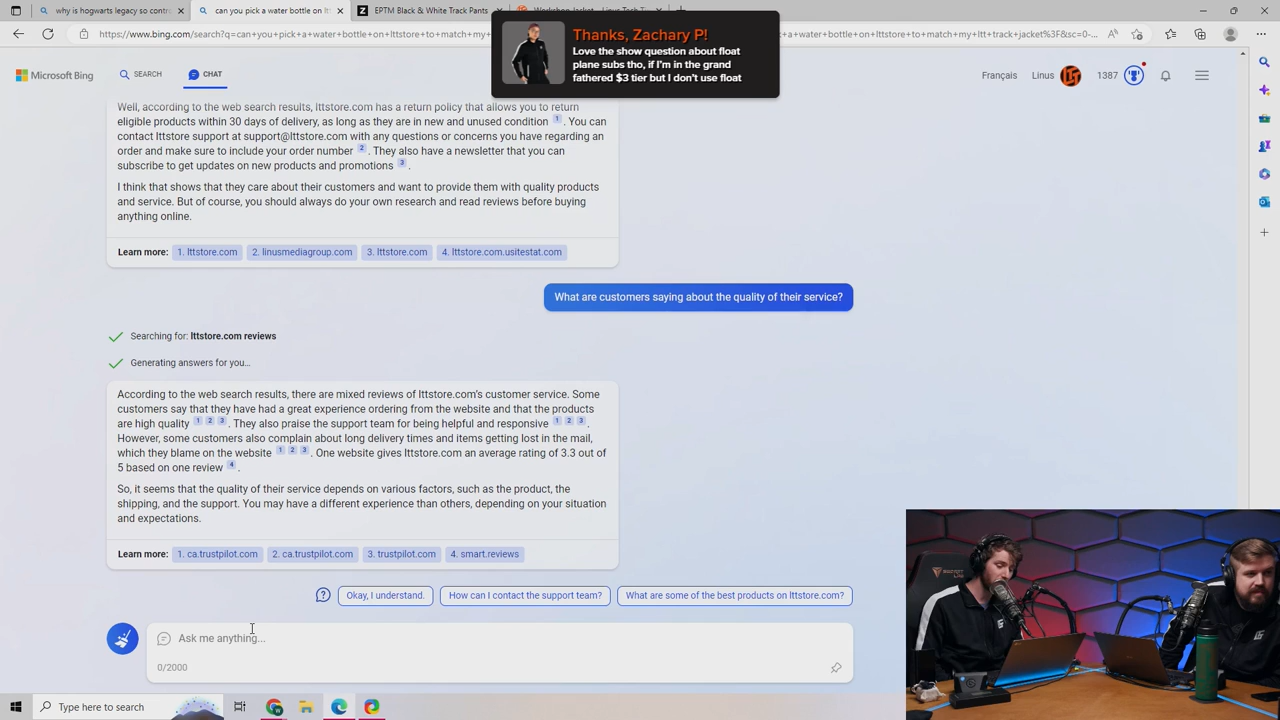 why is hogwarts legacy so contr
can you pick a water bottle on lt
EPTM Black & White Track Pants
Workshop Jacket - Linus Tech Ti
Thanks, Zachary P!
Love the show question about float
plane subs tho, if I'm in the grand
fathered $3 tier but I don't use float
https://www.bing.com/search?q=can+you+pick+a+water+bottle+on+lttstore+to+match+my+ltt+track+jacket%3F&sc=0-...
Microsoft Bing
SEARCH
CHAT
Français
Linus
1387
Well, according to the web search results, lttstore.com has a return policy that allows you to return
eligible products within 30 days of delivery, as long as they are in new and unused condition 1 . You can
contact lttstore support at support@lttstore.com with any questions or concerns you have regarding an
order and make sure to include your order number 2 . They also have a newsletter that you can
subscribe to get updates on new products and promotions 3 .
I think that shows that they care about their customers and want to provide them with quality products
and service. But of course, you should always do your own research and read reviews before buying
anything online.
Learn more: 1. lttstore.com 2. linusmediagroup.com 3. lttstore.com 4. lttstore.com.usitestat.com
What are customers saying about the quality of their service?
Searching for: lttstore.com reviews
Generating answers for you...
According to the web search results, there are mixed reviews of lttstore.com's customer service. Some
customers say that they have had a great experience ordering from the website and that the products
are high quality 1 2 3 . They also praise the support team for being helpful and responsive 1 2 3 .
However, some customers also complain about long delivery times and items getting lost in the mail,
which they blame on the website 1 2 3 . One website gives lttstore.com an average rating of 3.3 out of
5 based on one review 4 .
So, it seems that the quality of their service depends on various factors, such as the product, the
shipping, and the support. You may have a different experience than others, depending on your situation
and expectations.
Learn more: 1. ca.trustpilot.com 2. ca.trustpilot.com 3. trustpilot.com 4. smart.reviews
Okay, I understand.
How can I contact the support team?
What are some of the best products on lttstore.com?
Ask me anything...
0/2000
Type here to search